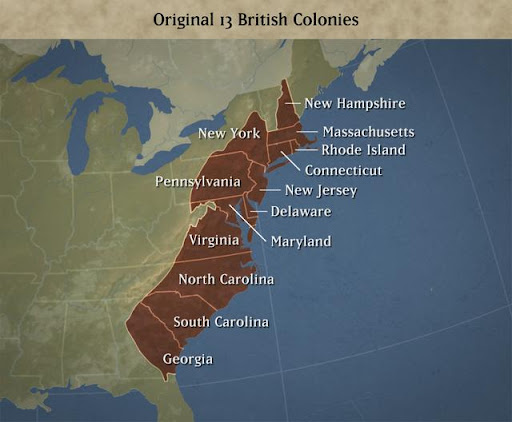 Original 13 British Colonies
New Hampshire
New York
Massachusetts
Rhode Island
Connecticut
Pennsylvania
New Jersey
Delaware
Virginia
Maryland
North Carolina
South Carolina
Georgia